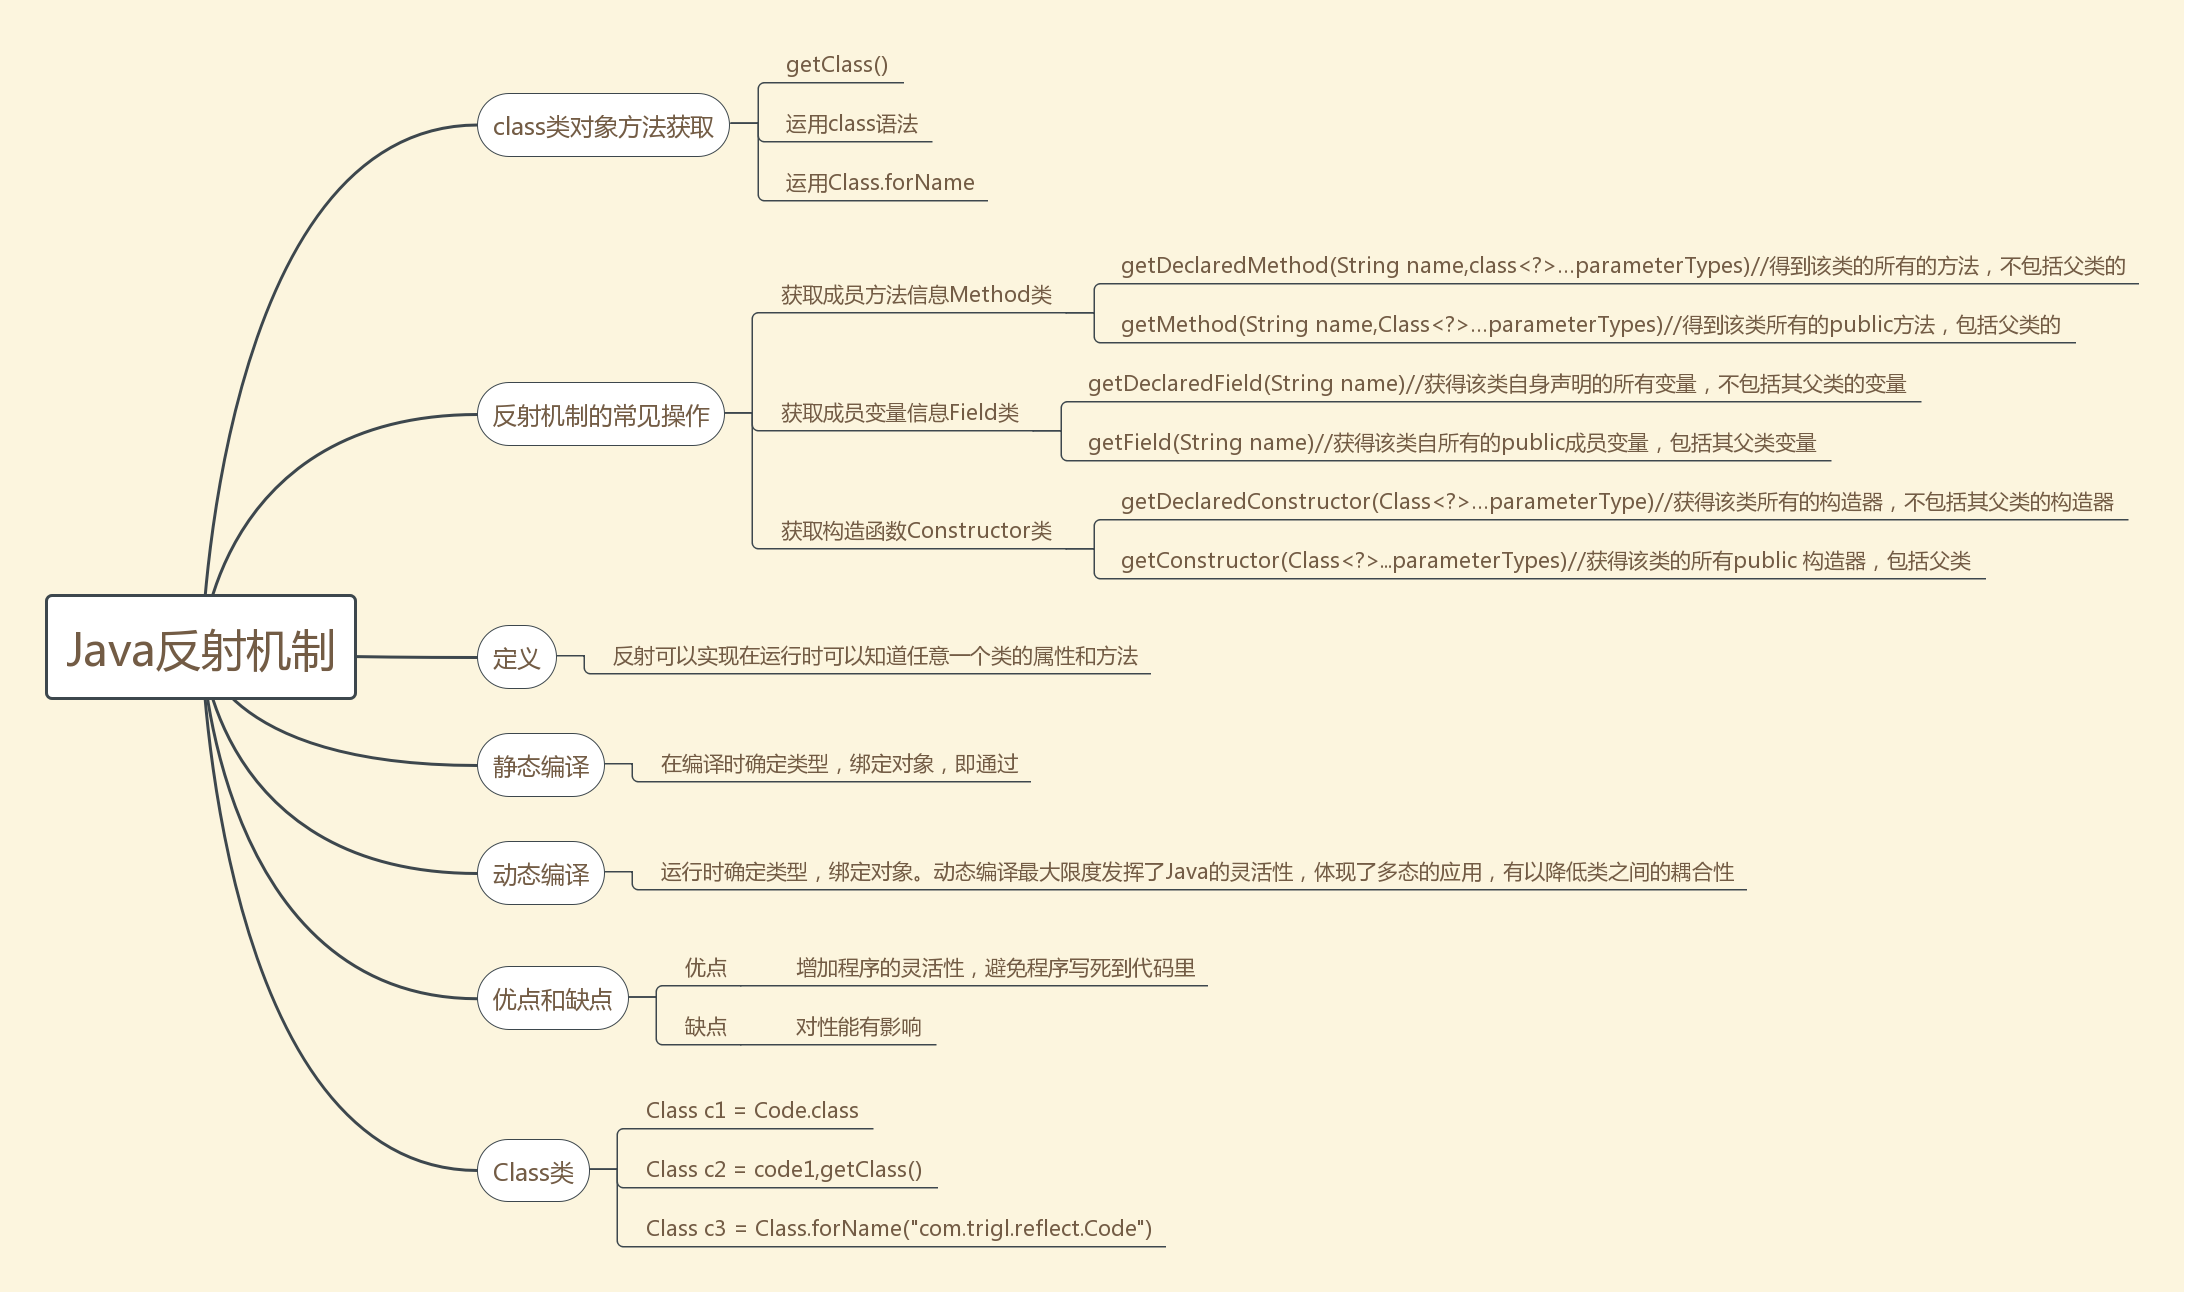 Java反射机制
class类对象方法获取
getClass()
运用class语法
运用Class.forName
反射机制的常见操作
获取成员方法信息Method类
getDeclaredMethod(String name,class<?>...parameterTypes)//得到该类的所有的方法，不包括父类的
getMethod(String name,Class<?>...parameterTypes)//得到该类所有的public方法，包括父类的
获取成员变量信息Field类
getDeclaredField(String name)//获得该类自身声明的所有变量，不包括其父类的变量
getField(String name)//获得该类自所有的public成员变量，包括其父类变量
获取构造函数Constructor类
getDeclaredConstructor(Class<?>...parameterType)//获得该类所有的构造器，不包括其父类的构造器
getConstructor(Class<?>...parameterTypes)//获得该类的所有public 构造器，包括父类
定义
反射可以实现在运行时可以知道任意一个类的属性和方法
静态编译
在编译时确定类型，绑定对象，即通过
动态编译
运行时确定类型，绑定对象。动态编译最大限度发挥了Java的灵活性，体现了多态的应用，有以降低类之间的耦合性
优点和缺点
优点 增加程序的灵活性，避免程序写死到代码里
缺点 对性能有影响
Class类
Class c1 = Code.class
Class c2 = code1,getClass()
Class c3 = Class.forName("com.trigl.reflect.Code")